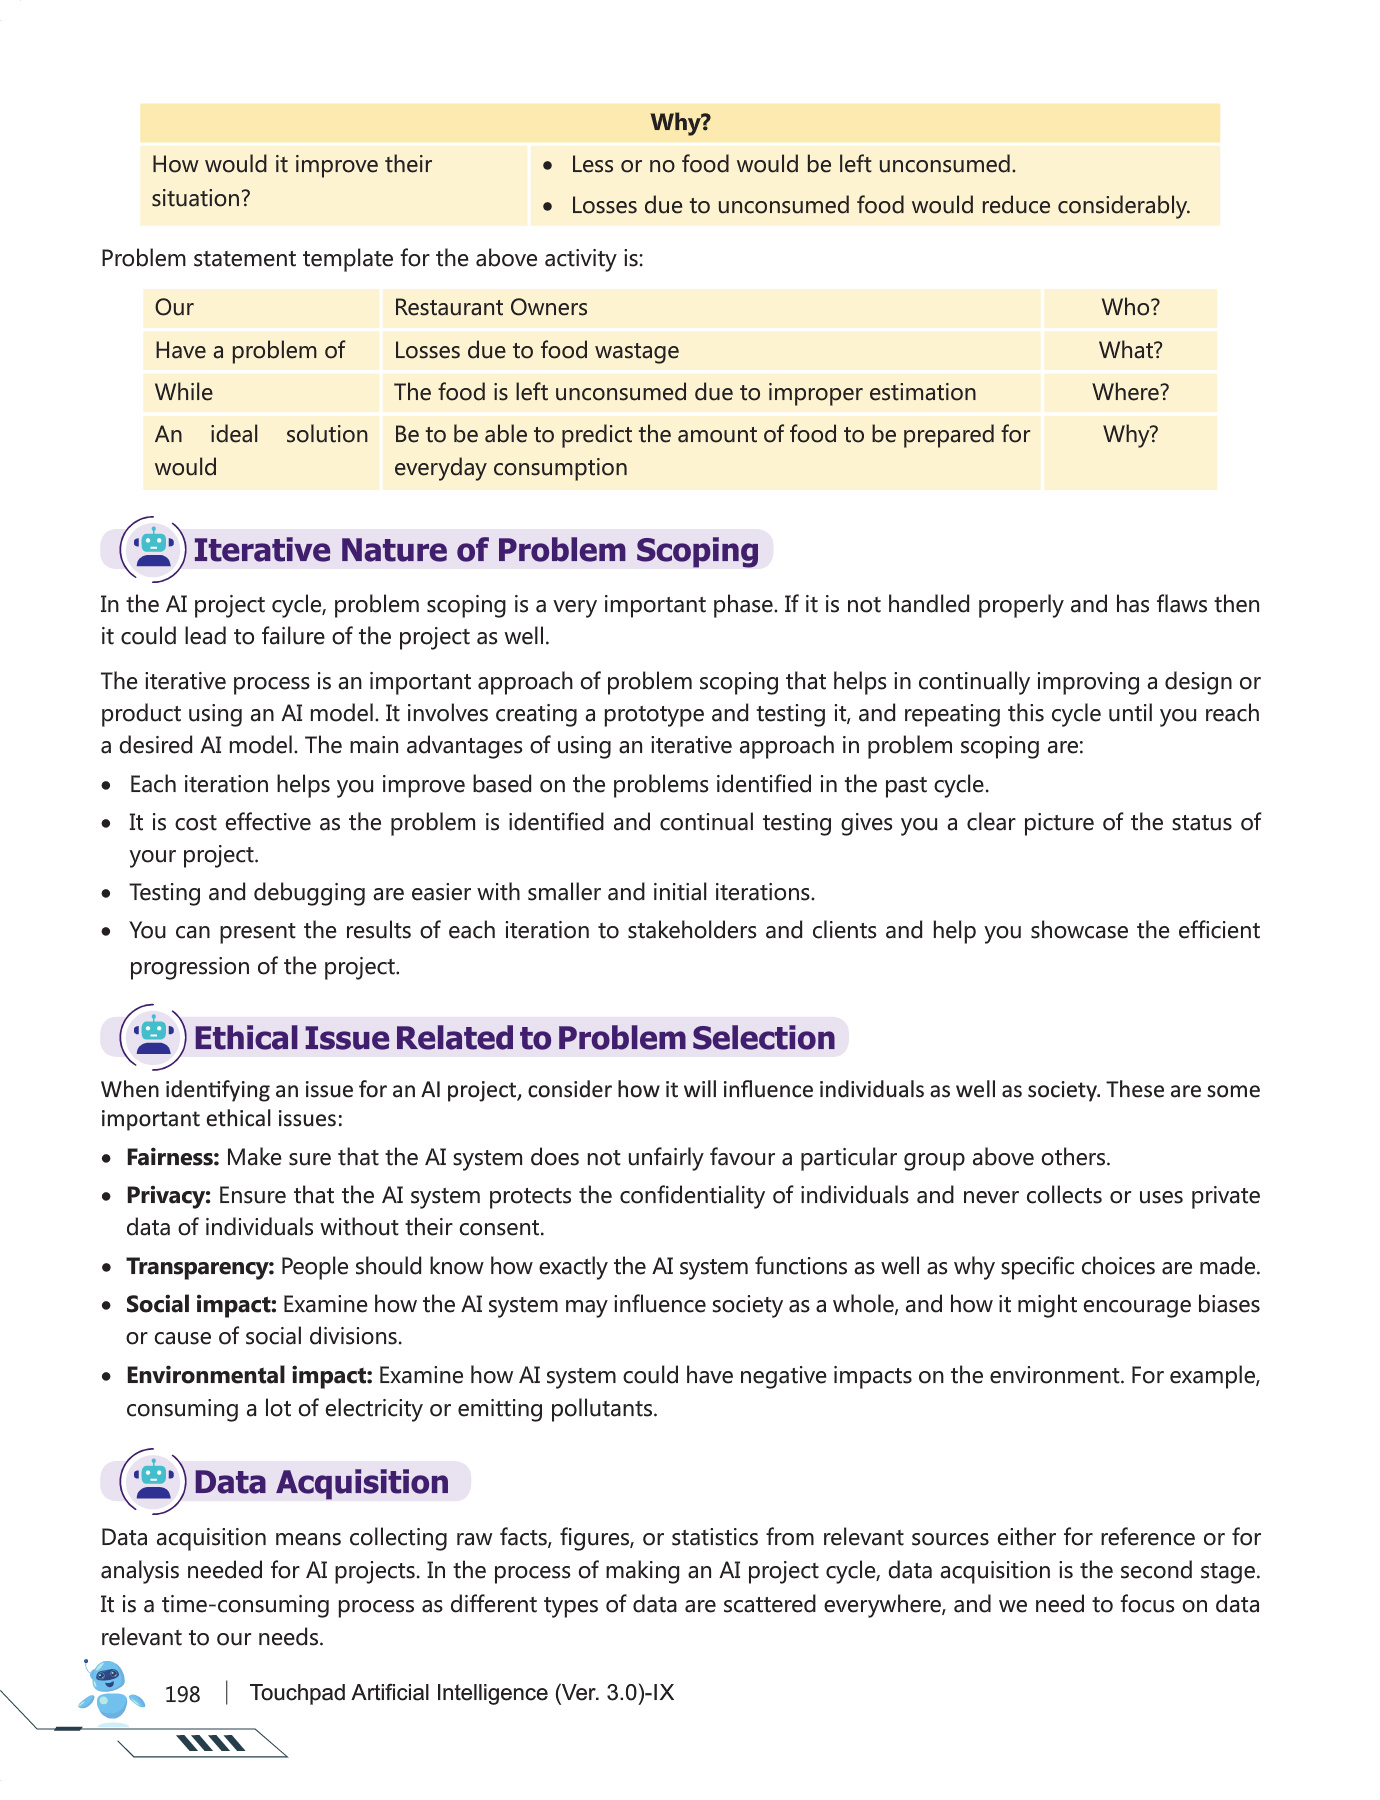 Why?
How would it improve their
situation?
• Less or no food would be left unconsumed.
• Losses due to unconsumed food would reduce considerably.
Problem statement template for the above activity is:
Our Restaurant Owners Who?
Have a problem of Losses due to food wastage What?
While The food is left unconsumed due to improper estimation Where?
An ideal solution Be to be able to predict the amount of food to be prepared for Why?
would everyday consumption
Iterative Nature of Problem Scoping
In the AI project cycle, problem scoping is a very important phase. If it is not handled properly and has flaws then
it could lead to failure of the project as well.
The iterative process is an important approach of problem scoping that helps in continually improving a design or
product using an AI model. It involves creating a prototype and testing it, and repeating this cycle until you reach
a desired AI model. The main advantages of using an iterative approach in problem scoping are:
• Each iteration helps you improve based on the problems identified in the past cycle.
• It is cost effective as the problem is identified and continual testing gives you a clear picture of the status of
your project.
• Testing and debugging are easier with smaller and initial iterations.
• You can present the results of each iteration to stakeholders and clients and help you showcase the efficient
progression of the project.
Ethical Issue Related to Problem Selection
When identifying an issue for an AI project, consider how it will influence individuals as well as society. These are some
important ethical issues:
• Fairness: Make sure that the AI system does not unfairly favour a particular group above others.
• Privacy: Ensure that the AI system protects the confidentiality of individuals and never collects or uses private
data of individuals without their consent.
• Transparency: People should know how exactly the AI system functions as well as why specific choices are made.
• Social impact: Examine how the AI system may influence society as a whole, and how it might encourage biases
or cause of social divisions.
• Environmental impact: Examine how AI system could have negative impacts on the environment. For example,
consuming a lot of electricity or emitting pollutants.
Data Acquisition
Data acquisition means collecting raw facts, figures, or statistics from relevant sources either for reference or for
analysis needed for AI projects. In the process of making an AI project cycle, data acquisition is the second stage.
It is a time-consuming process as different types of data are scattered everywhere, and we need to focus on data
relevant to our needs.
198 | Touchpad Artificial Intelligence (Ver. 3.0)-IX